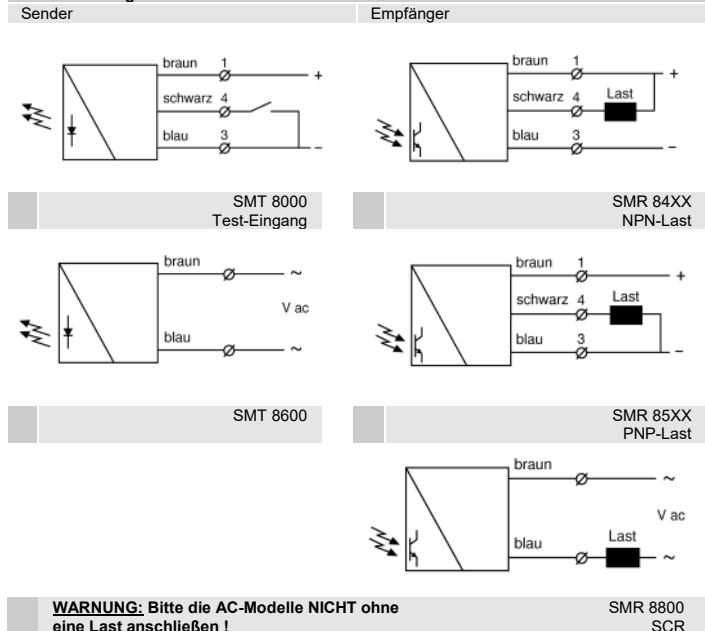 Sender
Empfänger
braun 1
+
schwarz 4
blau 3
−
braun 1
+
schwarz 4 Last
blau 3
−
SMT 8000
Test-Eingang
SMR 84XX
NPN-Last
braun
~
V ac
blau
~
braun 1
+
schwarz 4 Last
blau 3
−
SMT 8600
SMR 85XX
PNP-Last
braun
~
V ac
blau Last
~
WARNUNG: Bitte die AC-Modelle NICHT ohne
eine Last anschließen !
SMR 8800
SCR